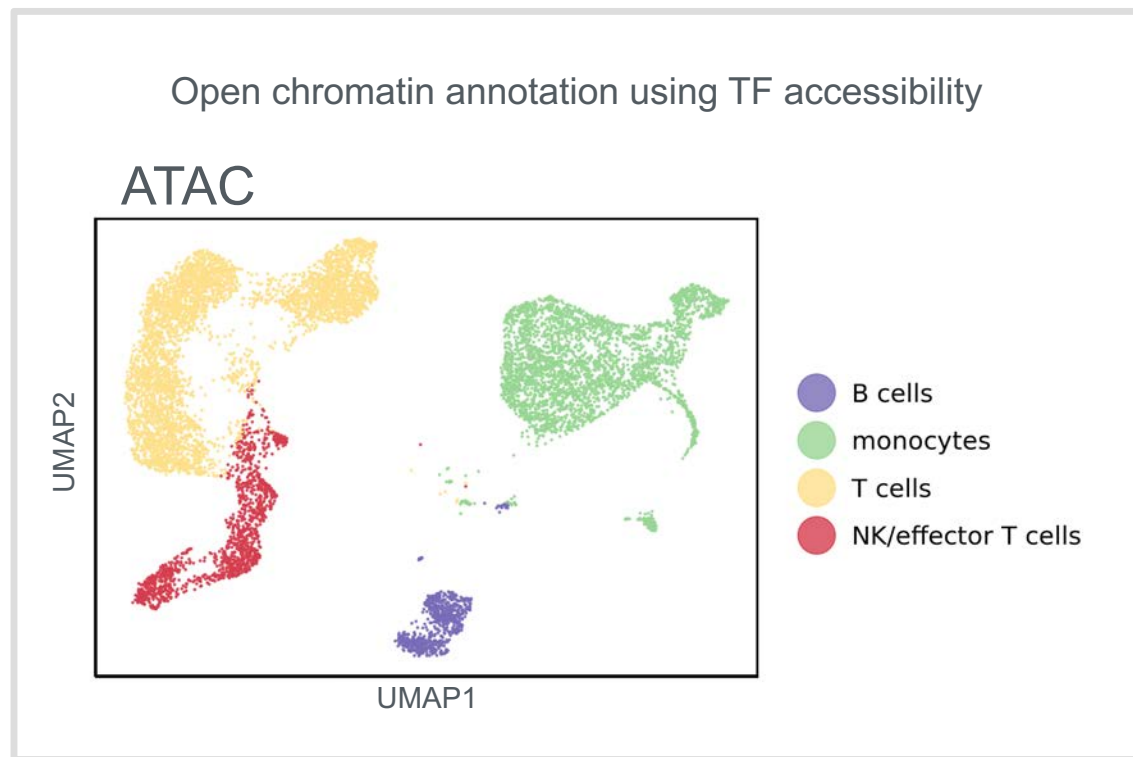 Open chromatin annotation using TF accessibility
ATAC
UMAP2
UMAP1
B cells
monocytes
T cells
NK/effector T cells